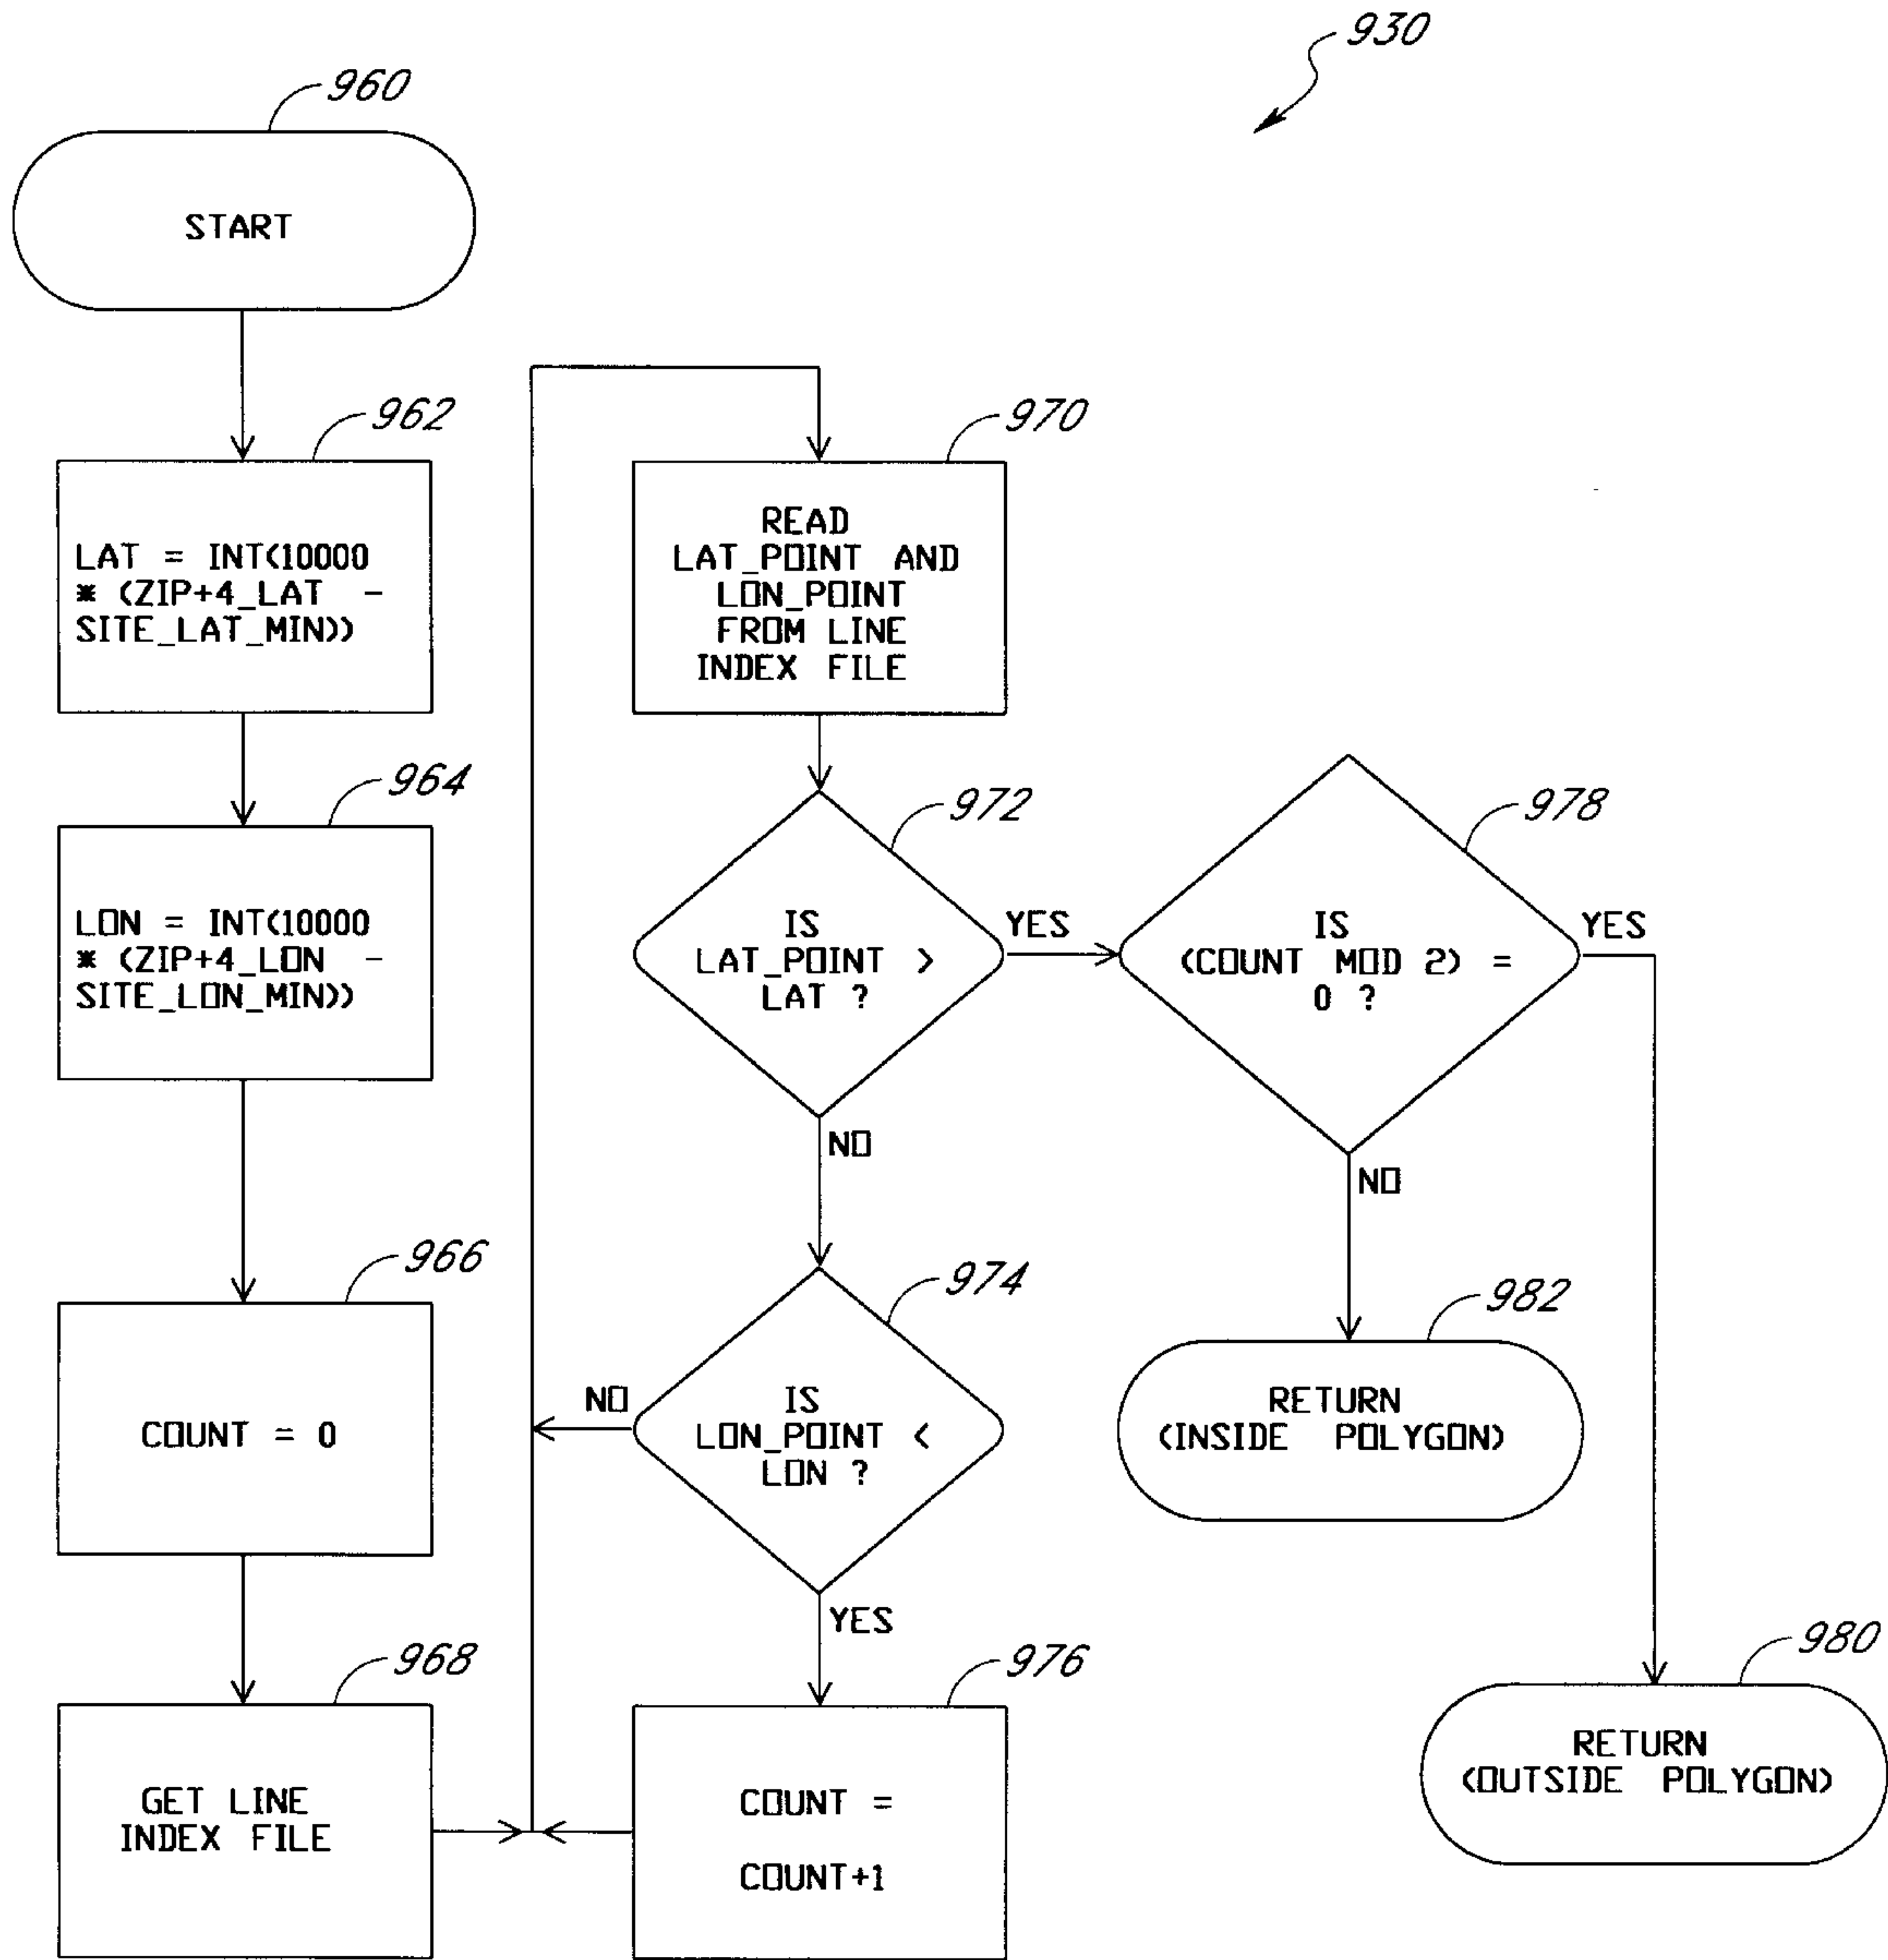 930
960
START
962
LAT = INT(10000
* (ZIP+4_LAT -
SITE_LAT_MIN))
964
LON = INT(10000
* (ZIP+4_LON -
SITE_LON_MIN))
966
COUNT = 0
968
GET LINE
INDEX FILE
970
READ
LAT_POINT AND
LON_POINT
FROM LINE
INDEX FILE
972
IS
LAT_POINT >
LAT ?
YES
NO
974
IS
LON_POINT <
LON ?
NO
YES
976
COUNT =
COUNT+1
978
IS
(COUNT MOD 2) =
0 ?
YES
NO
982
RETURN
(INSIDE POLYGON)
980
RETURN
(OUTSIDE POLYGON)